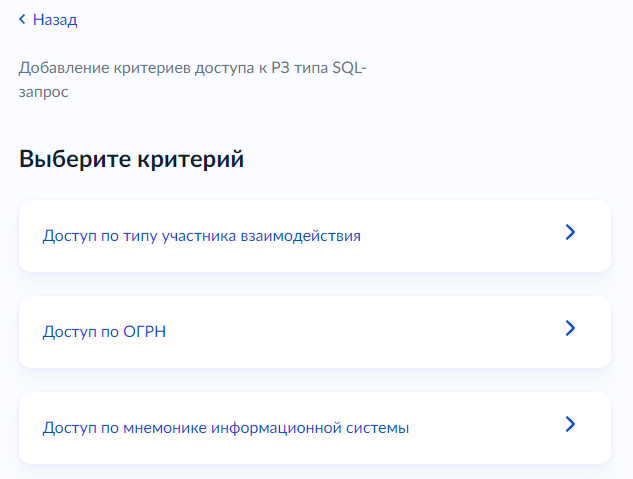 Назад
Добавление критериев доступа к РЗ типа SQL-
запрос
Выберите критерий
Доступ по типу участника взаимодействия
Доступ по ОГРН
Доступ по мнемонике информационной системы